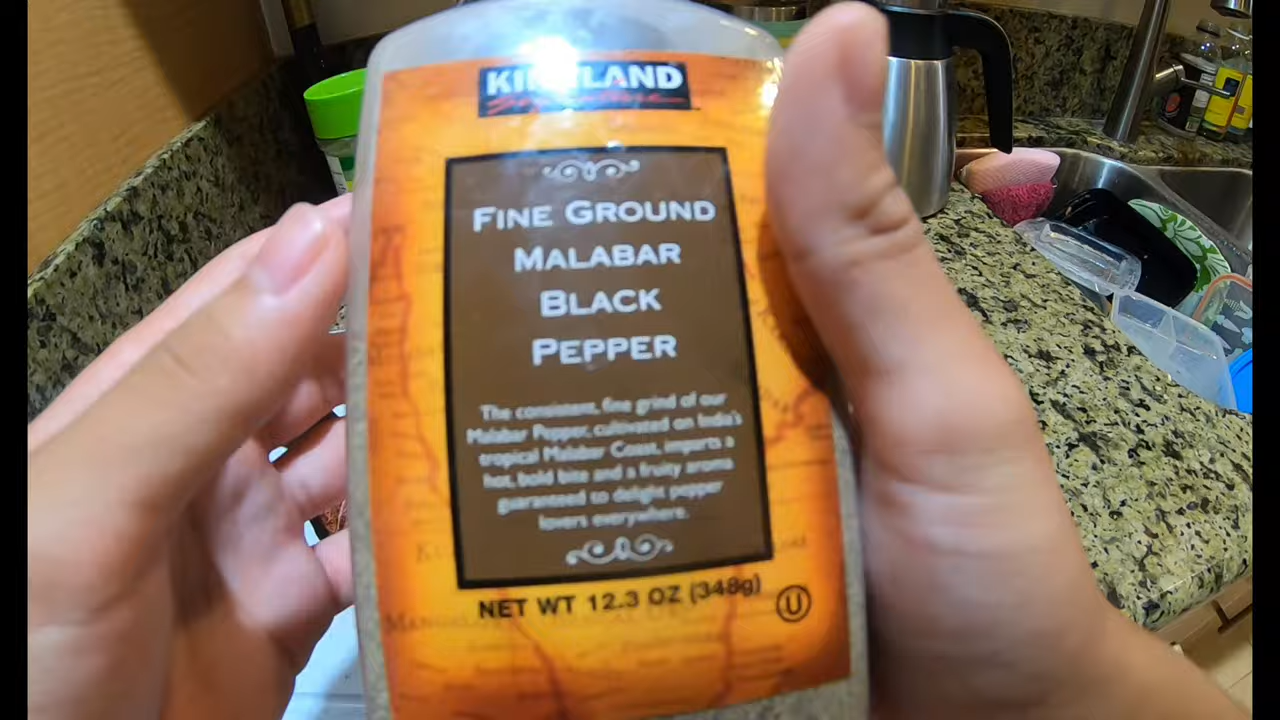 KIRKLAND
Signature
FINE GROUND
MALABAR
BLACK
PEPPER
The consistent, fine grind of our
Malabar Pepper, cultivated on India's
tropical Malabar Coast, imparts a
hot, bold bite and a fruity aroma
guaranteed to delight pepper
lovers everywhere.
NET WT 12.3 OZ (348g)
U